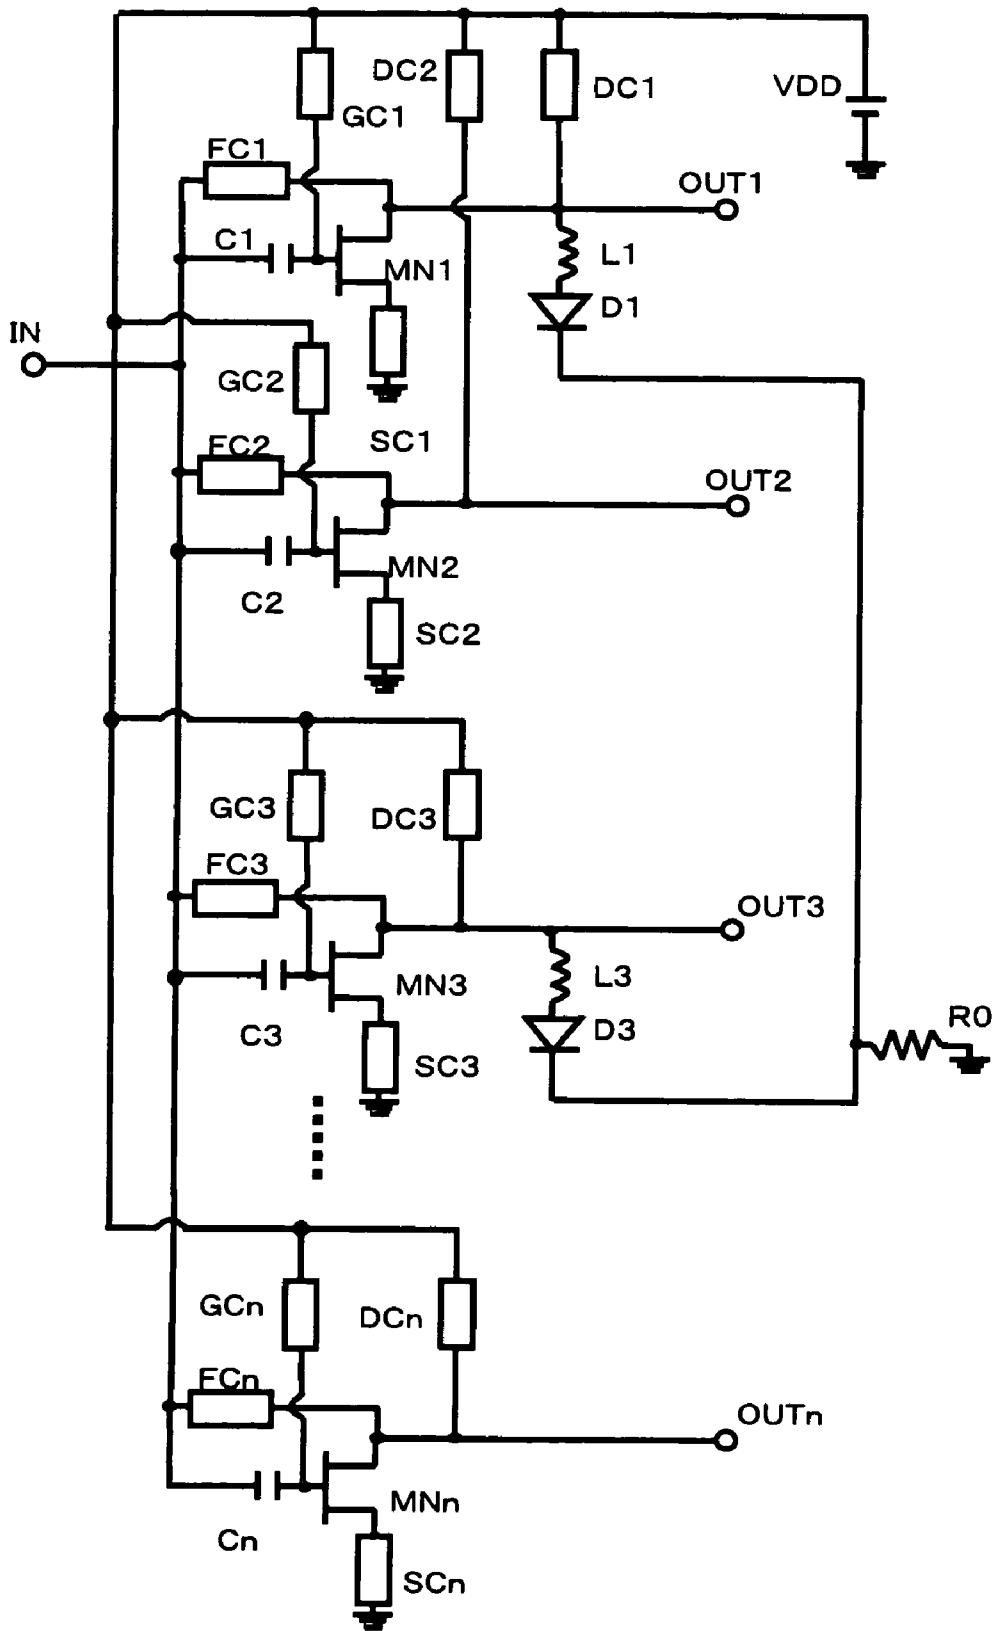 DC2
DC1
VDD
GC1
FC1
OUT1
C1
MN1
L1
D1
IN
GC2
SC1
FC2
OUT2
MN2
C2
SC2
GC3
DC3
FC3
OUT3
MN3
L3
C3
D3
R0
SC3
GCn
DCn
FCn
OUTn
MNn
Cn
SCn